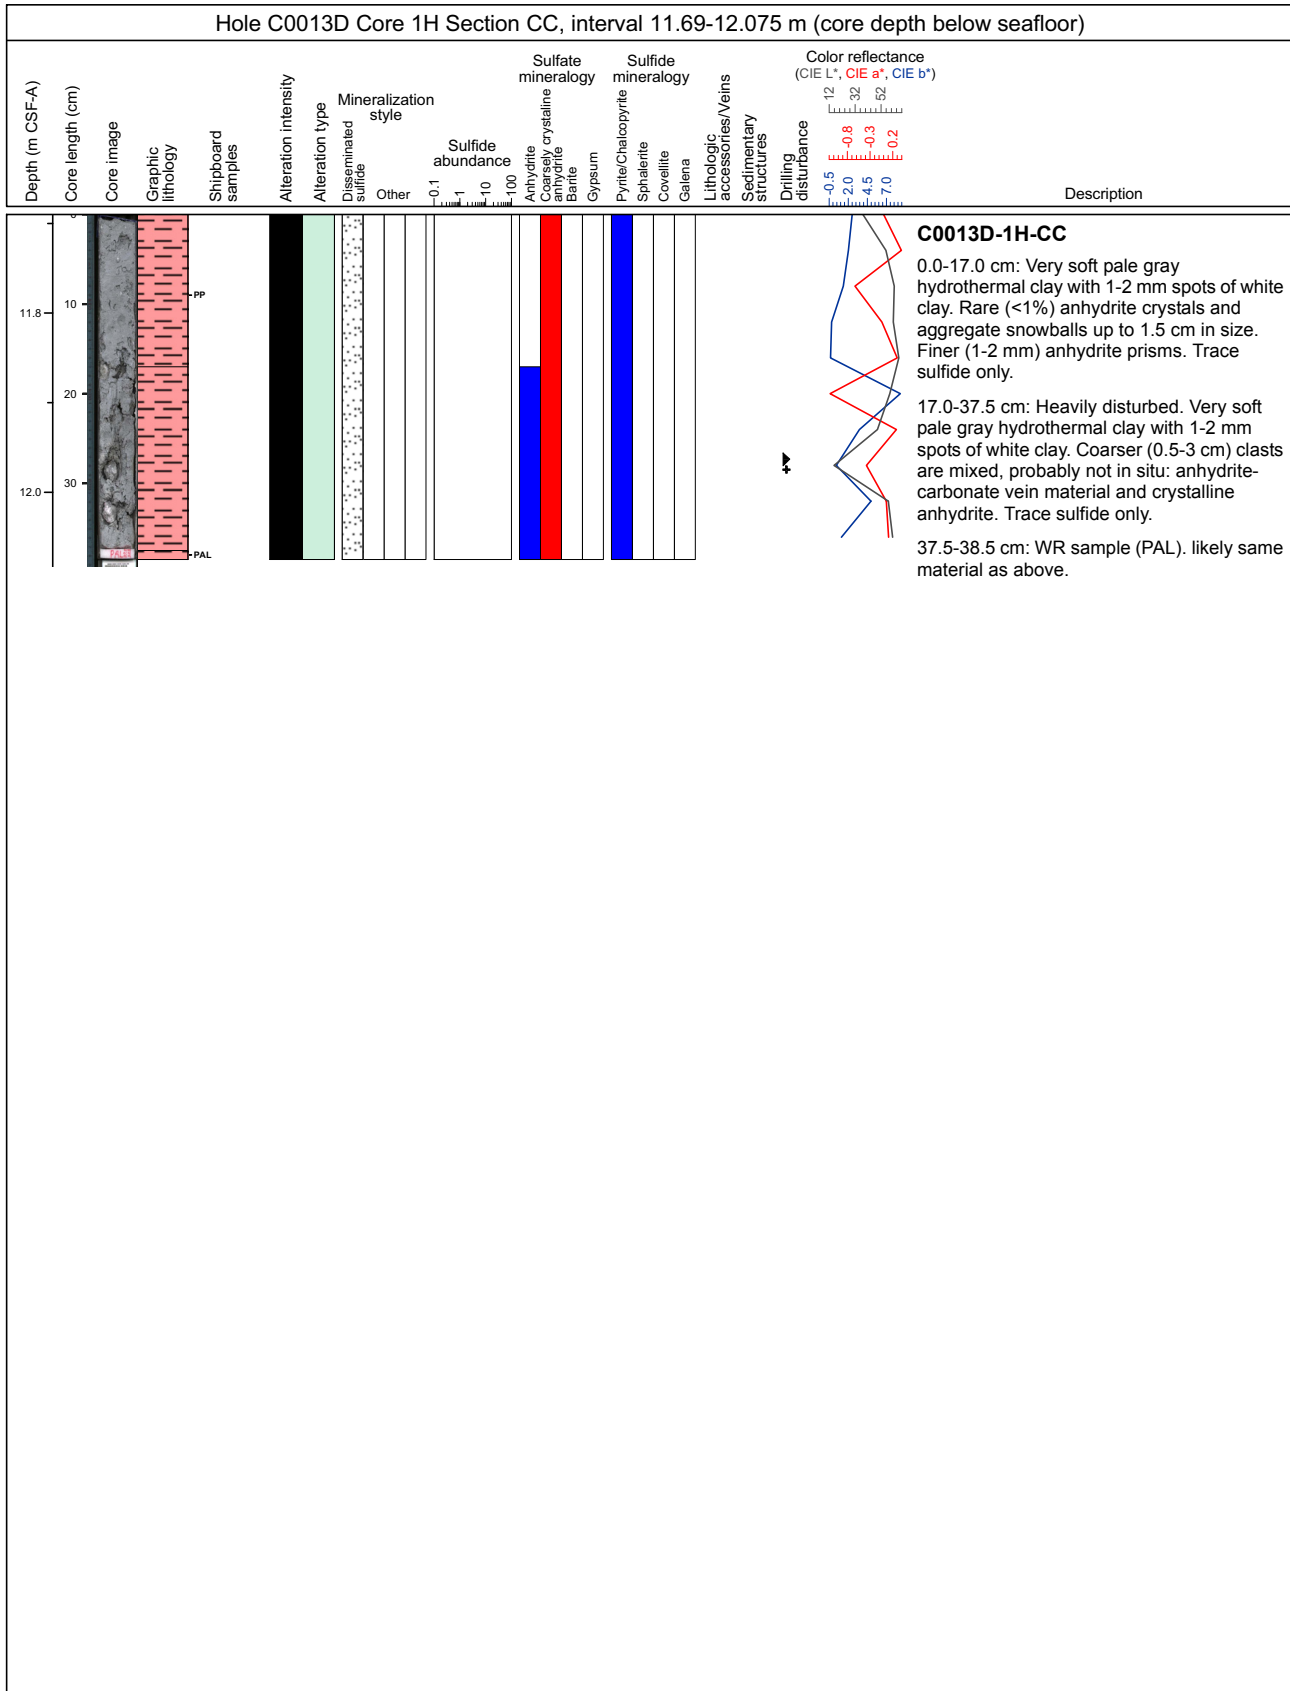 Hole C0013D Core 1H Section CC, interval 11.69-12.075 m (core depth below seafloor)
Depth (m CSF-A)
Core length (cm)
Core image
Graphic
lithology
Shipboard
samples
Alteration intensity
Alteration type
Mineralization
style
Disseminated
sulfide
Other
Sulfide
abundance
0.1
1
10
100
Sulfate
mineralogy
Anhydrite
Coarsely crystaline
anhydrite
Barite
Gypsum
Sulfide
mineralogy
Pyrite/Chalcopyrite
Sphalerite
Covellite
Galena
Lithologic
accessories/Veins
Sedimentary
structures
Drilling
disturbance
Color reflectance
(CIE L*, CIE a*, CIE b*)
12
32
52
-0.8
-0.3
0.2
-0.5
2.0
4.5
7.0
Description
11.8
12.0
0
10
20
30
PP
PAL
C0013D-1H-CC
0.0-17.0 cm: Very soft pale gray
hydrothermal clay with 1-2 mm spots of white
clay. Rare (<1%) anhydrite crystals and
aggregate snowballs up to 1.5 cm in size.
Finer (1-2 mm) anhydrite prisms. Trace
sulfide only.
17.0-37.5 cm: Heavily disturbed. Very soft
pale gray hydrothermal clay with 1-2 mm
spots of white clay. Coarser (0.5-3 cm) clasts
are mixed, probably not in situ: anhydrite-
carbonate vein material and crystalline
anhydrite. Trace sulfide only.
37.5-38.5 cm: WR sample (PAL). likely same
material as above.